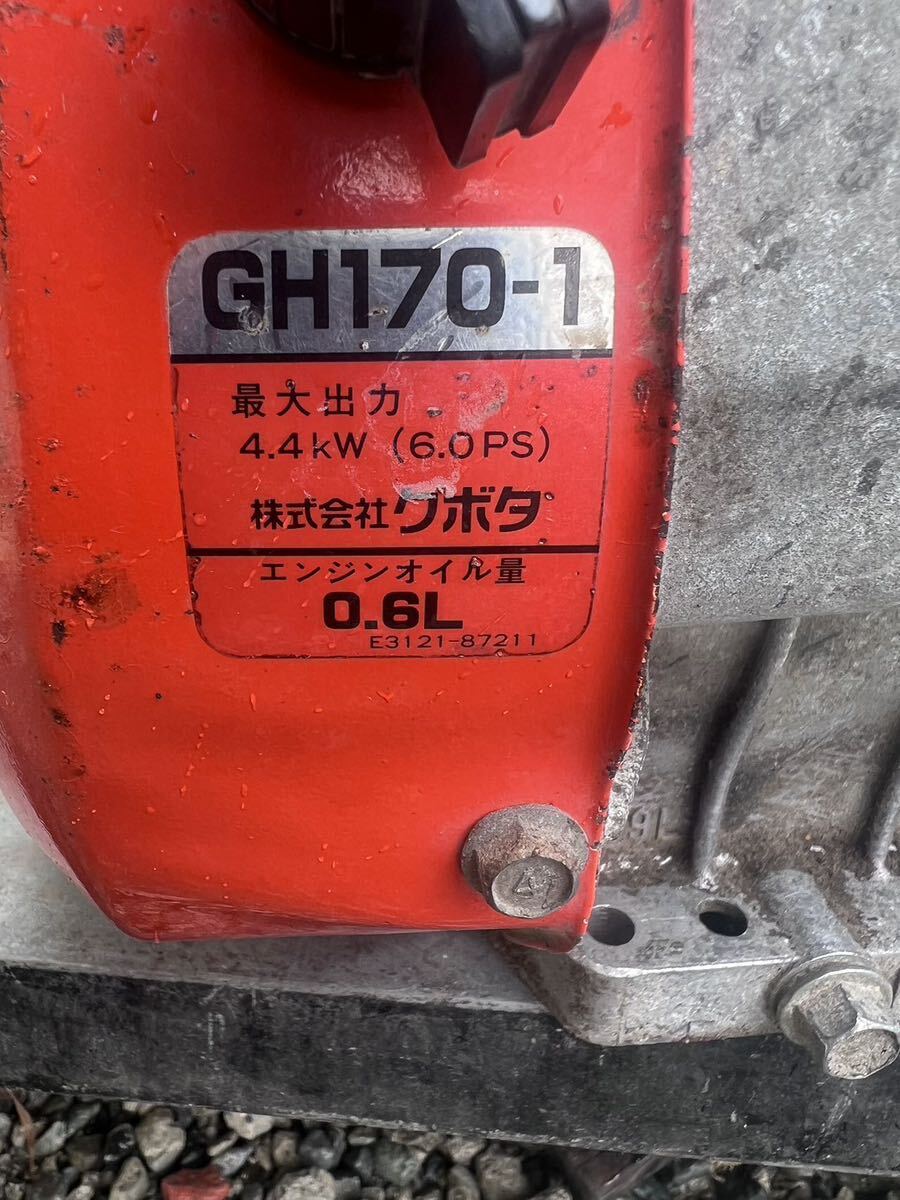 GH170-1
最大出力
4.4kW (6.0PS)
株式会社クボタ
エンジンオイル量
0.6L
E3121-87211